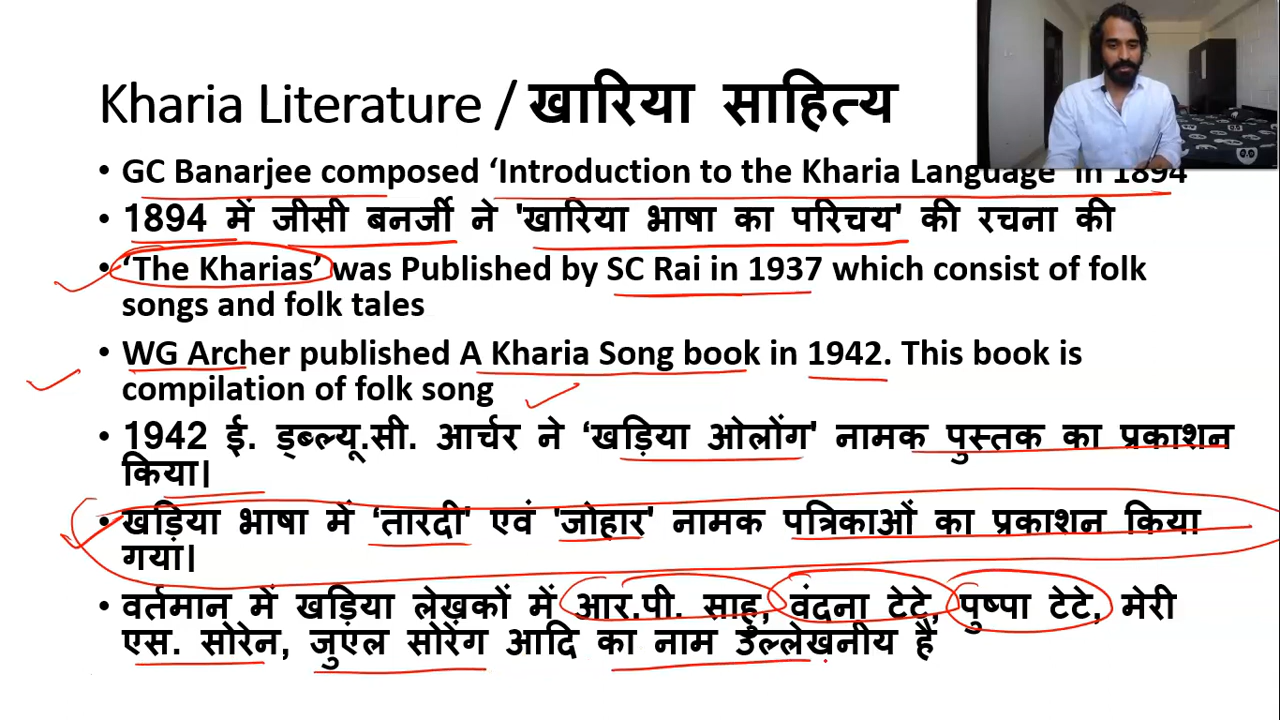 Kharia Literature / खारिया साहित्य
• GC Banarjee composed ‘Introduction to the Kharia Language’ in 1894
• 1894 में जीसी बनर्जी ने 'खारिया भाषा का परिचय' की रचना की
• ‘The Kharias’ was Published by SC Rai in 1937 which consist of folk
songs and folk tales
• WG Archer published A Kharia Song book in 1942. This book is
compilation of folk song
• 1942 ई. ड्ब्ल्यू.सी. आर्चर ने ‘खड़िया ओलोंग' नामक पुस्तक का प्रकाशन
किया।
• खड़िया भाषा में ‘तारदी' एवं 'जोहार' नामक पत्रिकाओं का प्रकाशन किया
गया।
• वर्तमान में खड़िया लेख़कों में आर.पी. साहु, वंदना टेटे, पुष्पा टेटे, मेरी
एस. सोरेन, जुएल सोरेंग आदि का नाम उल्लेखनीय है